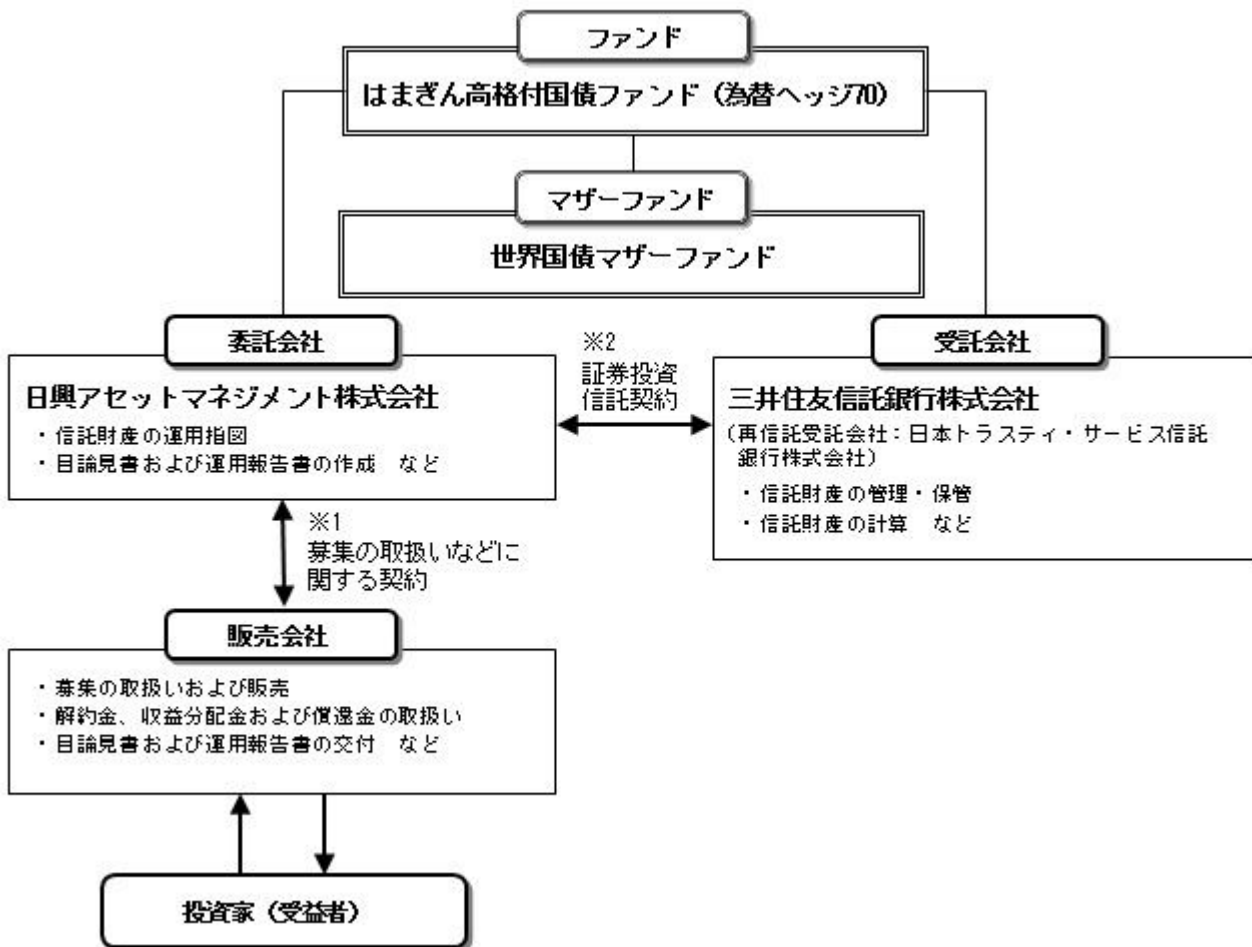 ファンド
はまぎん高格付国債ファンド（為替ヘッジ70）
マザーファンド
世界国債マザーファンド
委託会社
日興アセットマネジメント株式会社
・信託財産の運用指図
・目論見書および運用報告書の作成　など
※2
証券投資
信託契約
受託会社
三井住友信託銀行株式会社
（再信託受託会社：日本トラスティ・サービス信託
銀行株式会社）
・信託財産の管理・保管
・信託財産の計算　など
※1
募集の取扱いなどに
関する契約
販売会社
・募集の取扱いおよび販売
・解約金、収益分配金および償還金の取扱い
・目論見書および運用報告書の交付　など
投資家（受益者）